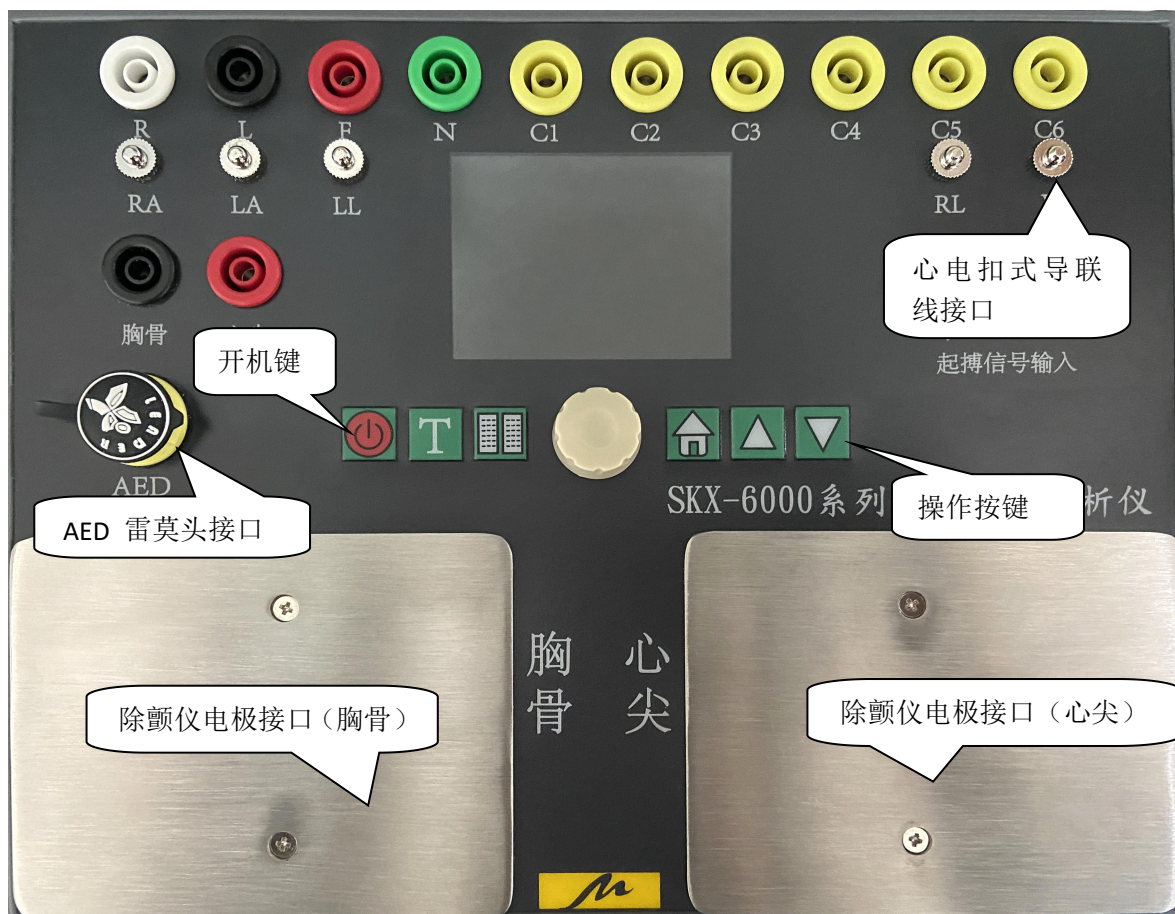 R L F N C1 C2 C3 C4 C5 C6
RA LA LL RL
心电扣式导联
线接口
胸骨
开机键
起搏信号输入
T
LEADER
AED
SKX-6000系列
析仪
操作按键
AED 雷莫头接口
胸骨
心尖
除颤仪电极接口（胸骨）
除颤仪电极接口（心尖）